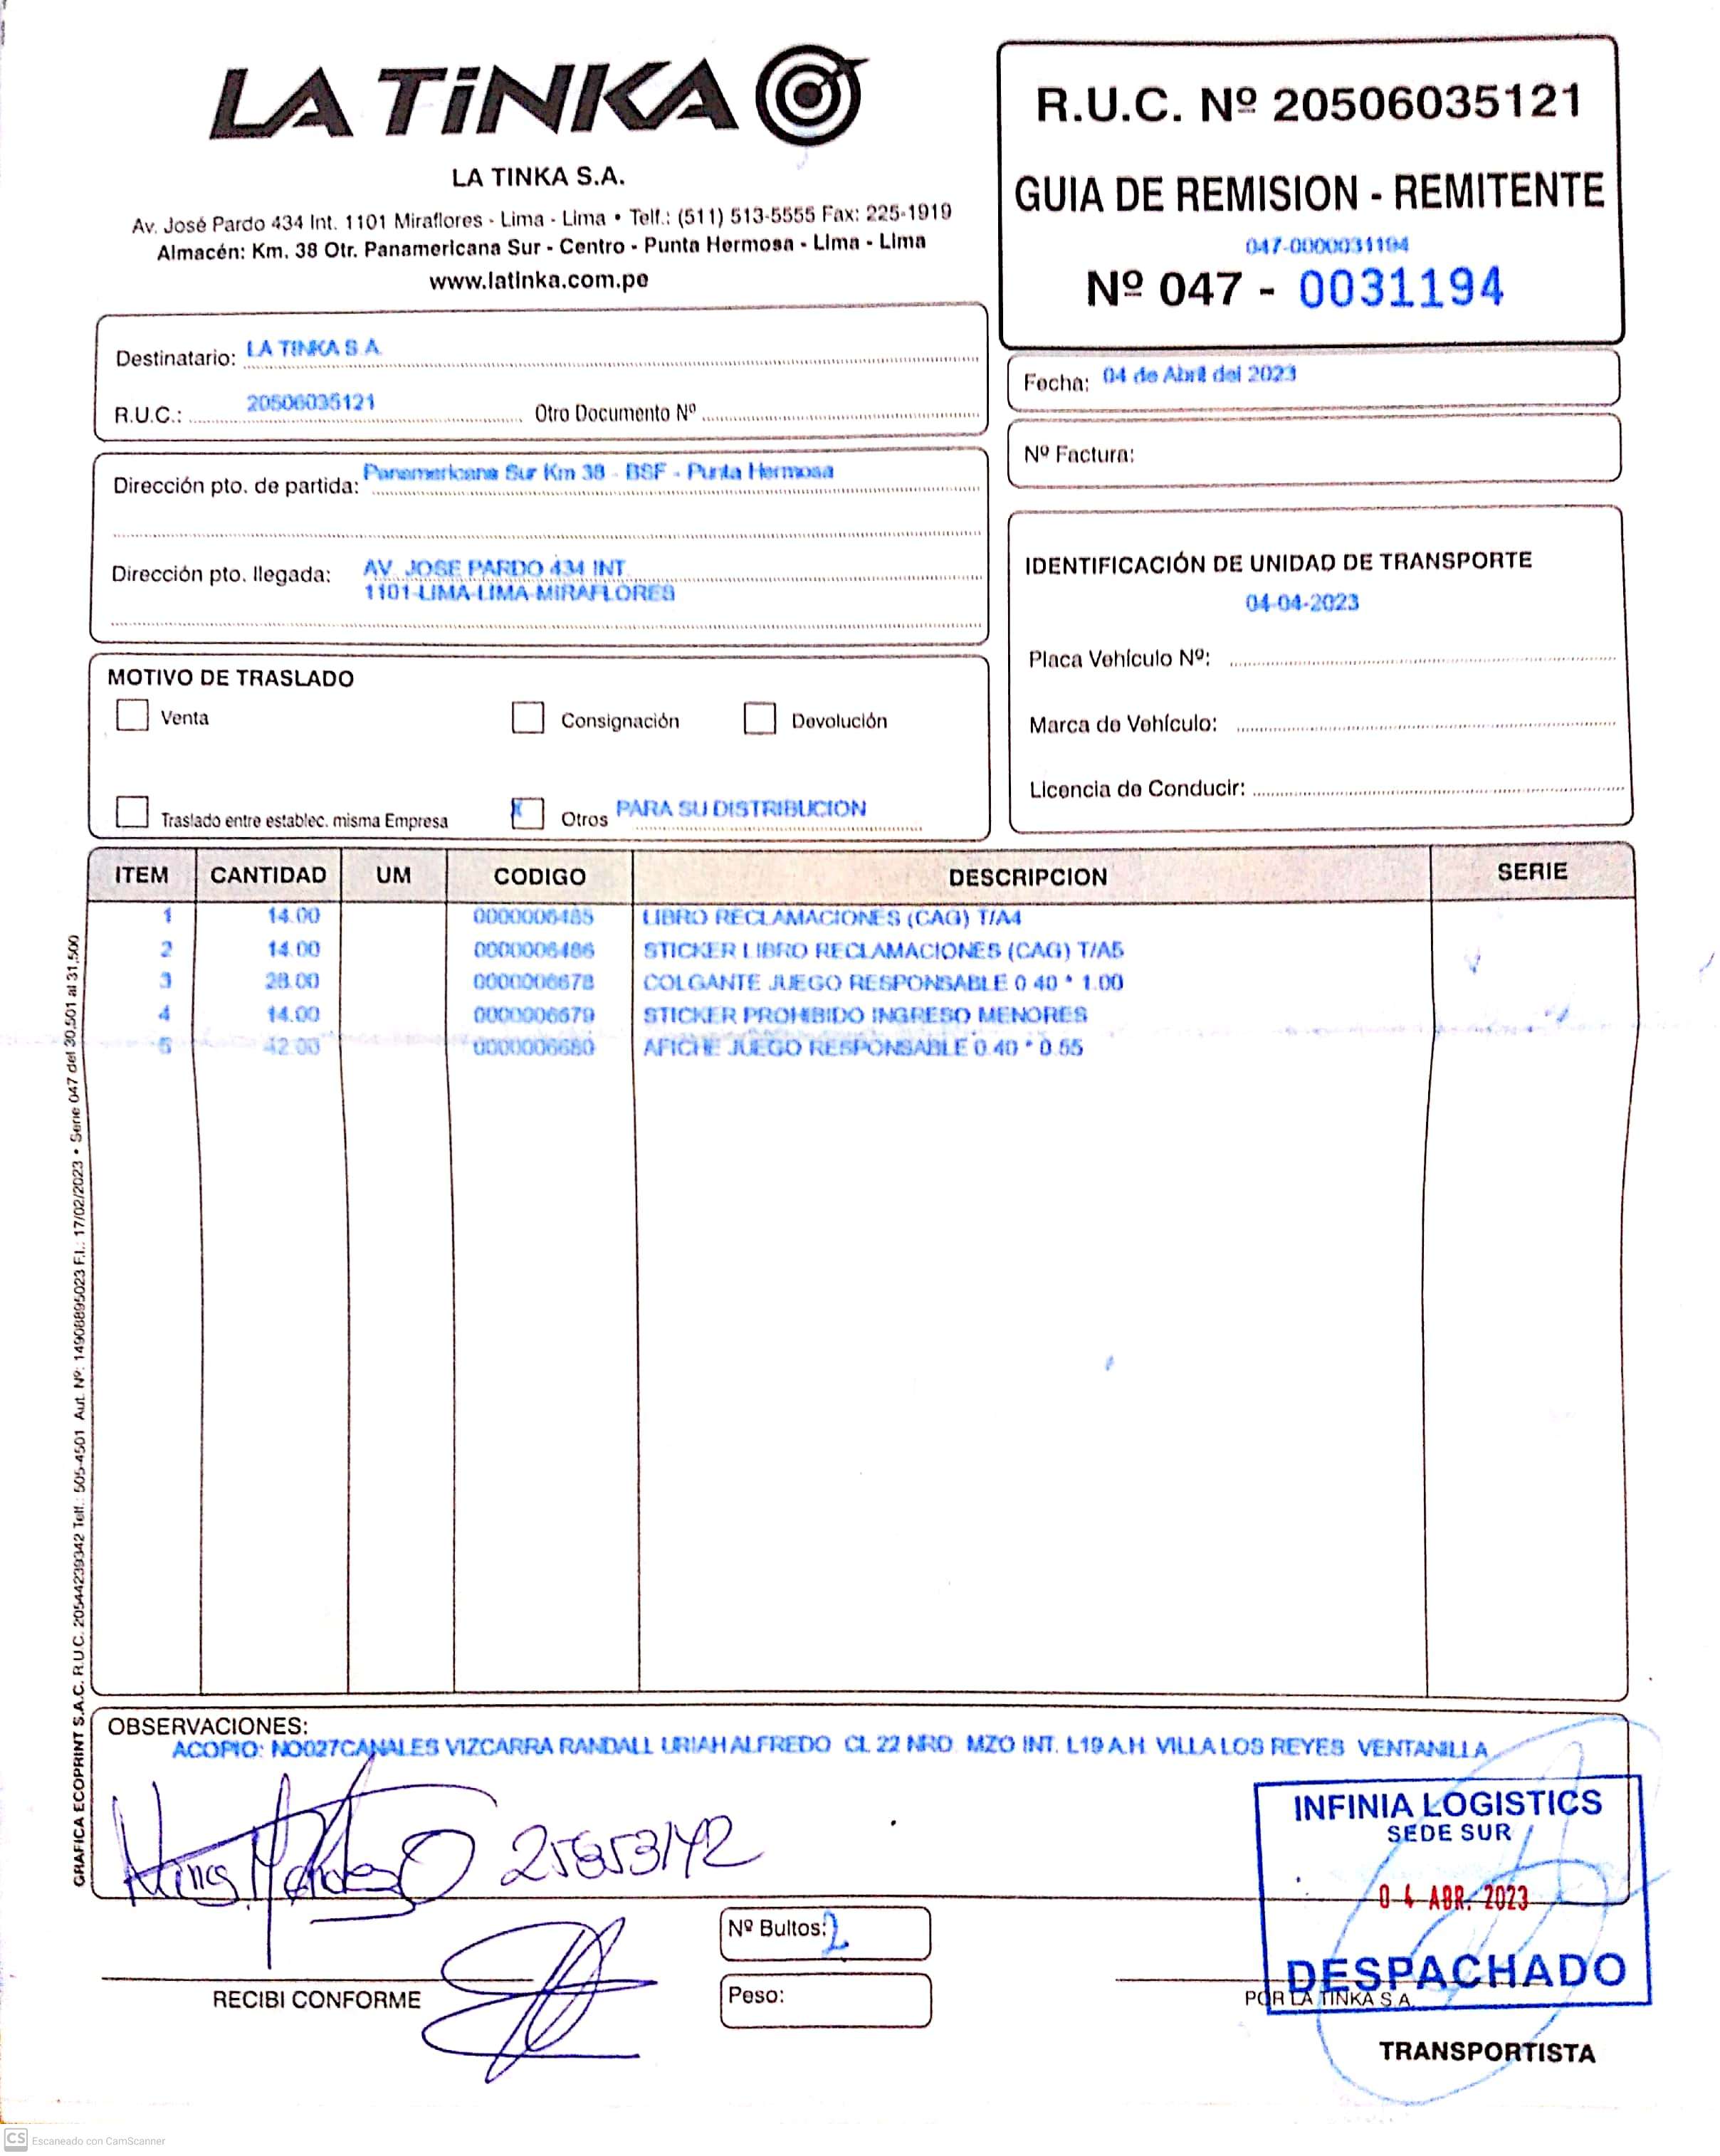 LA TiNKA
LA TINKA S.A.
Av. José Pardo 434 Int. 1101 Miraflores - Lima - Lima • Telf.: (511) 513-5555 Fax: 225-1919
Almacén: Km. 38 Otr. Panamericana Sur - Centro - Punta Hermosa - Lima - Lima
www.latinka.com.pe
R.U.C. Nº 20506035121
GUIA DE REMISION - REMITENTE
047-0000031194
Nº 047 - 0031194
Destinatario: LA TINKA S.A.
R.U.C.: 20506035121 Otro Documento Nº
Fecha: 04 de Abril del 2023
Nº Factura:
Dirección pto. de partida: Panamericana Sur Km 38 - BSF - Punta Hermosa
Dirección pto. llegada: AV. JOSE PARDO 434 INT
1101-LIMA-LIMA-MIRAFLORES
IDENTIFICACIÓN DE UNIDAD DE TRANSPORTE
04-04-2023
Placa Vehículo Nº:
Marca de Vehículo:
Licencia de Conducir:
MOTIVO DE TRASLADO
Venta Consignación Devolución
Traslado entre establec. misma Empresa X Otros PARA SU DISTRIBUCION
ITEM CANTIDAD UM CODIGO DESCRIPCION SERIE
1 14.00 0000006485 LIBRO RECLAMACIONES (CAG) T/A4
2 14.00 0000006486 STICKER LIBRO RECLAMACIONES (CAG) T/A5
3 28.00 0000006678 COLGANTE JUEGO RESPONSABLE 0.40 * 1.00
4 14.00 0000006679 STICKER PROHIBIDO INGRESO MENORES
5 42.00 0000006680 AFICHE JUEGO RESPONSABLE 0.40 * 0.55
GRAFICA ECOPRINT S.A.C. R.U.C. 20544239342 Telf.: 505-4501 Aut. Nº: 14908895023 F.I.: 17/02/2023 • Serie 047 del 30,501 al 31,500
OBSERVACIONES:
ACOPIO: NO027CANALES VIZCARRA RANDALL URIAH ALFREDO CL 22 NRO MZO INT. L19 A.H. VILLA LOS REYES VENTANILLA
25853142
INFINIA LOGISTICS
SEDE SUR
04 ABR. 2023
DESPACHADO
Nº Bultos: 2
Peso:
RECIBI CONFORME
POR LA TINKA S.A.
TRANSPORTISTA
CS Escaneado con CamScanner